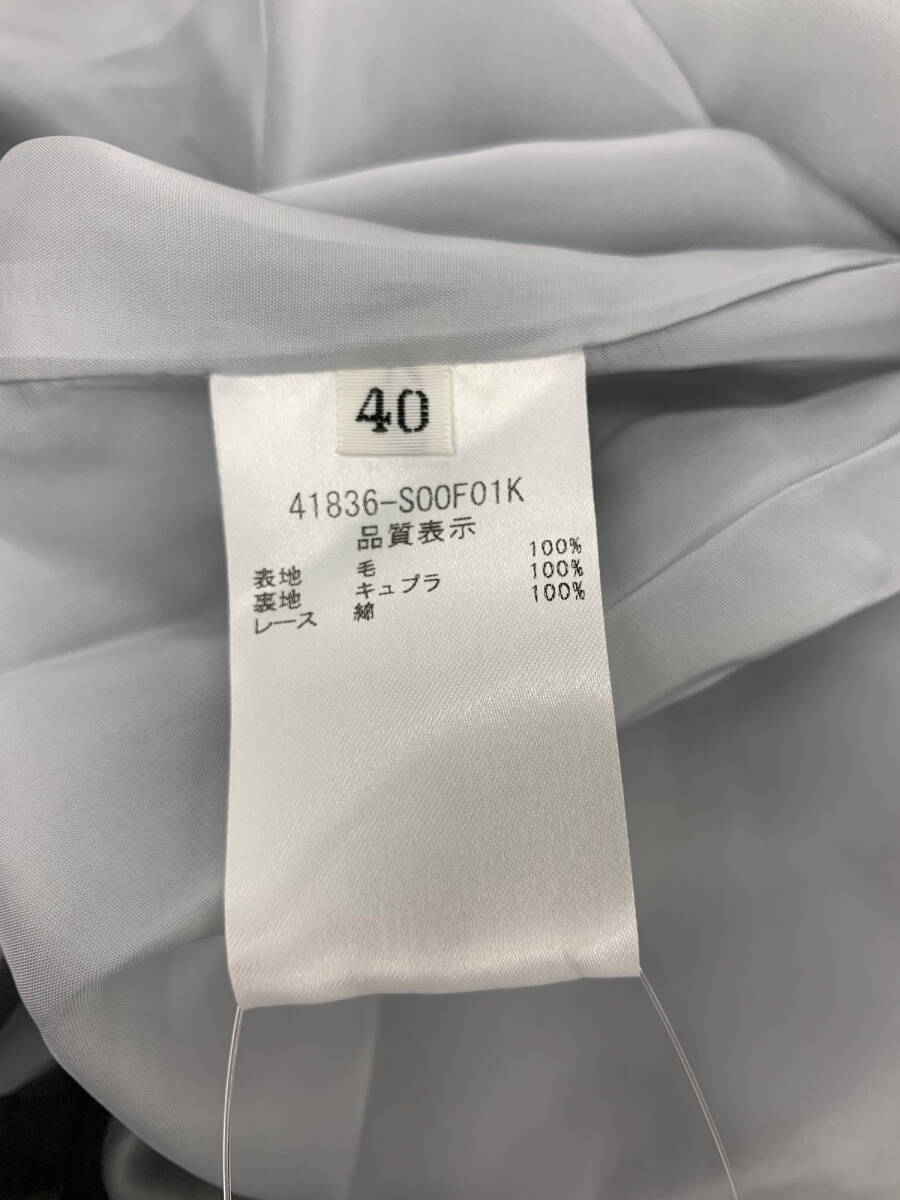 40
41836-S00F01K
品質表示
表地 毛 100%
裏地 キュプラ 100%
レース 綿 100%